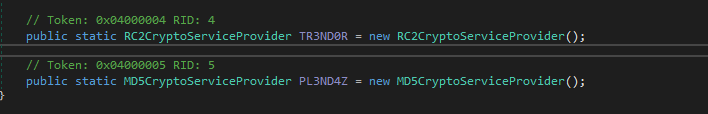 // Token: 0x04000004 RID: 4
public static RC2CryptoServiceProvider TR3ND0R = new RC2CryptoServiceProvider();
// Token: 0x04000005 RID: 5
public static MD5CryptoServiceProvider PL3ND4Z = new MD5CryptoServiceProvider();
}